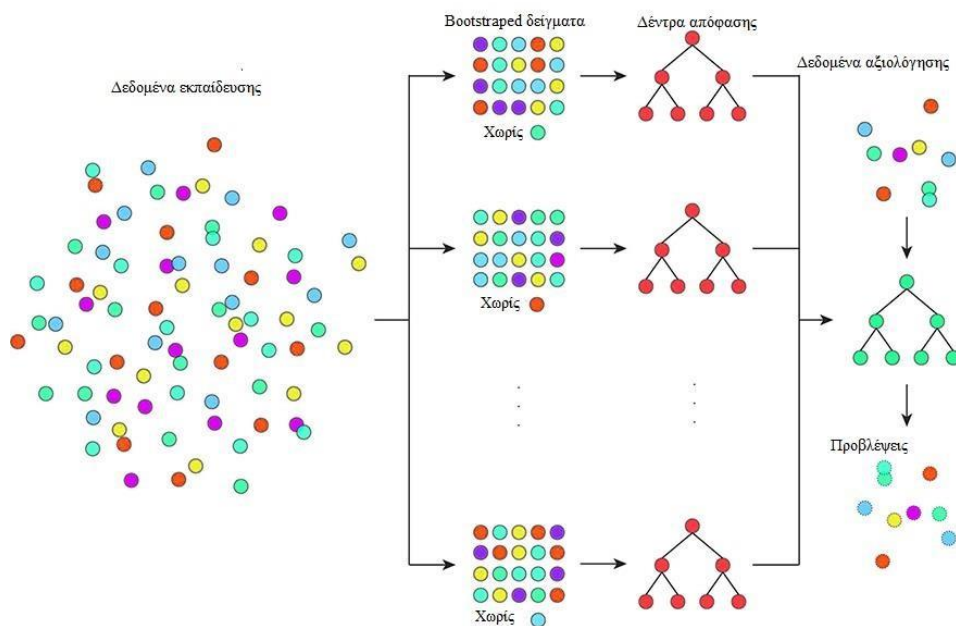 Bootstraped δείγματα
Δέντρα απόφασης
Δεδομένα αξιολόγησης
Δεδομένα εκπαίδευσης
Χωρίς
Χωρίς
Προβλέψεις
Χωρίς